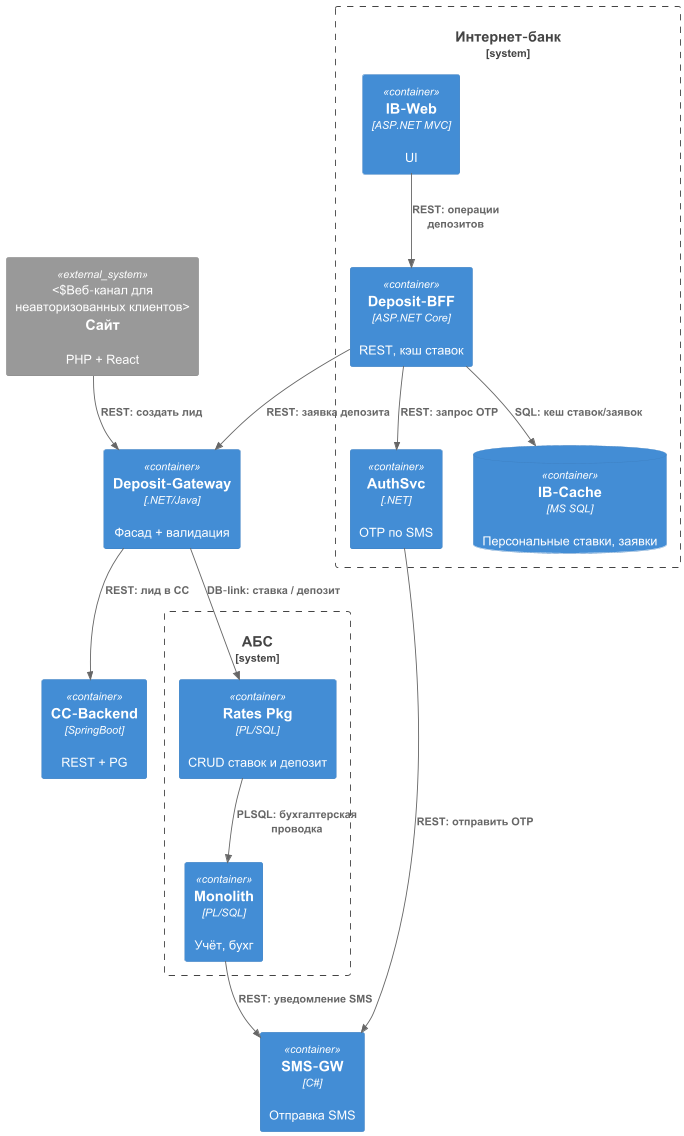 Интернет-банк
[system]
«container»
IB-Web
[ASP.NET MVC]
UI
REST: операции
депозитов
«external_system»
<$Веб-канал для
неавторизованных клиентов>
Сайт
PHP + React
«container»
Deposit-BFF
[ASP.NET Core]
REST, кэш ставок
REST: создать лид
REST: заявка депозита
REST: запрос OTP
SQL: кеш ставок/заявок
«container»
Deposit-Gateway
[.NET/Java]
Фасад + валидация
«container»
AuthSvc
[.NET]
OTP по SMS
«container»
IB-Cache
[MS SQL]
Персональные ставки, заявки
REST: лид в CC
DB-link: ставка / депозит
АБС
[system]
«container»
CC-Backend
[SpringBoot]
REST + PG
«container»
Rates Pkg
[PL/SQL]
CRUD ставок и депозит
PLSQL: бухгалтерская
проводка
REST: отправить OTP
«container»
Monolith
[PL/SQL]
Учёт, бухг
REST: уведомление SMS
«container»
SMS-GW
[C#]
Отправка SMS